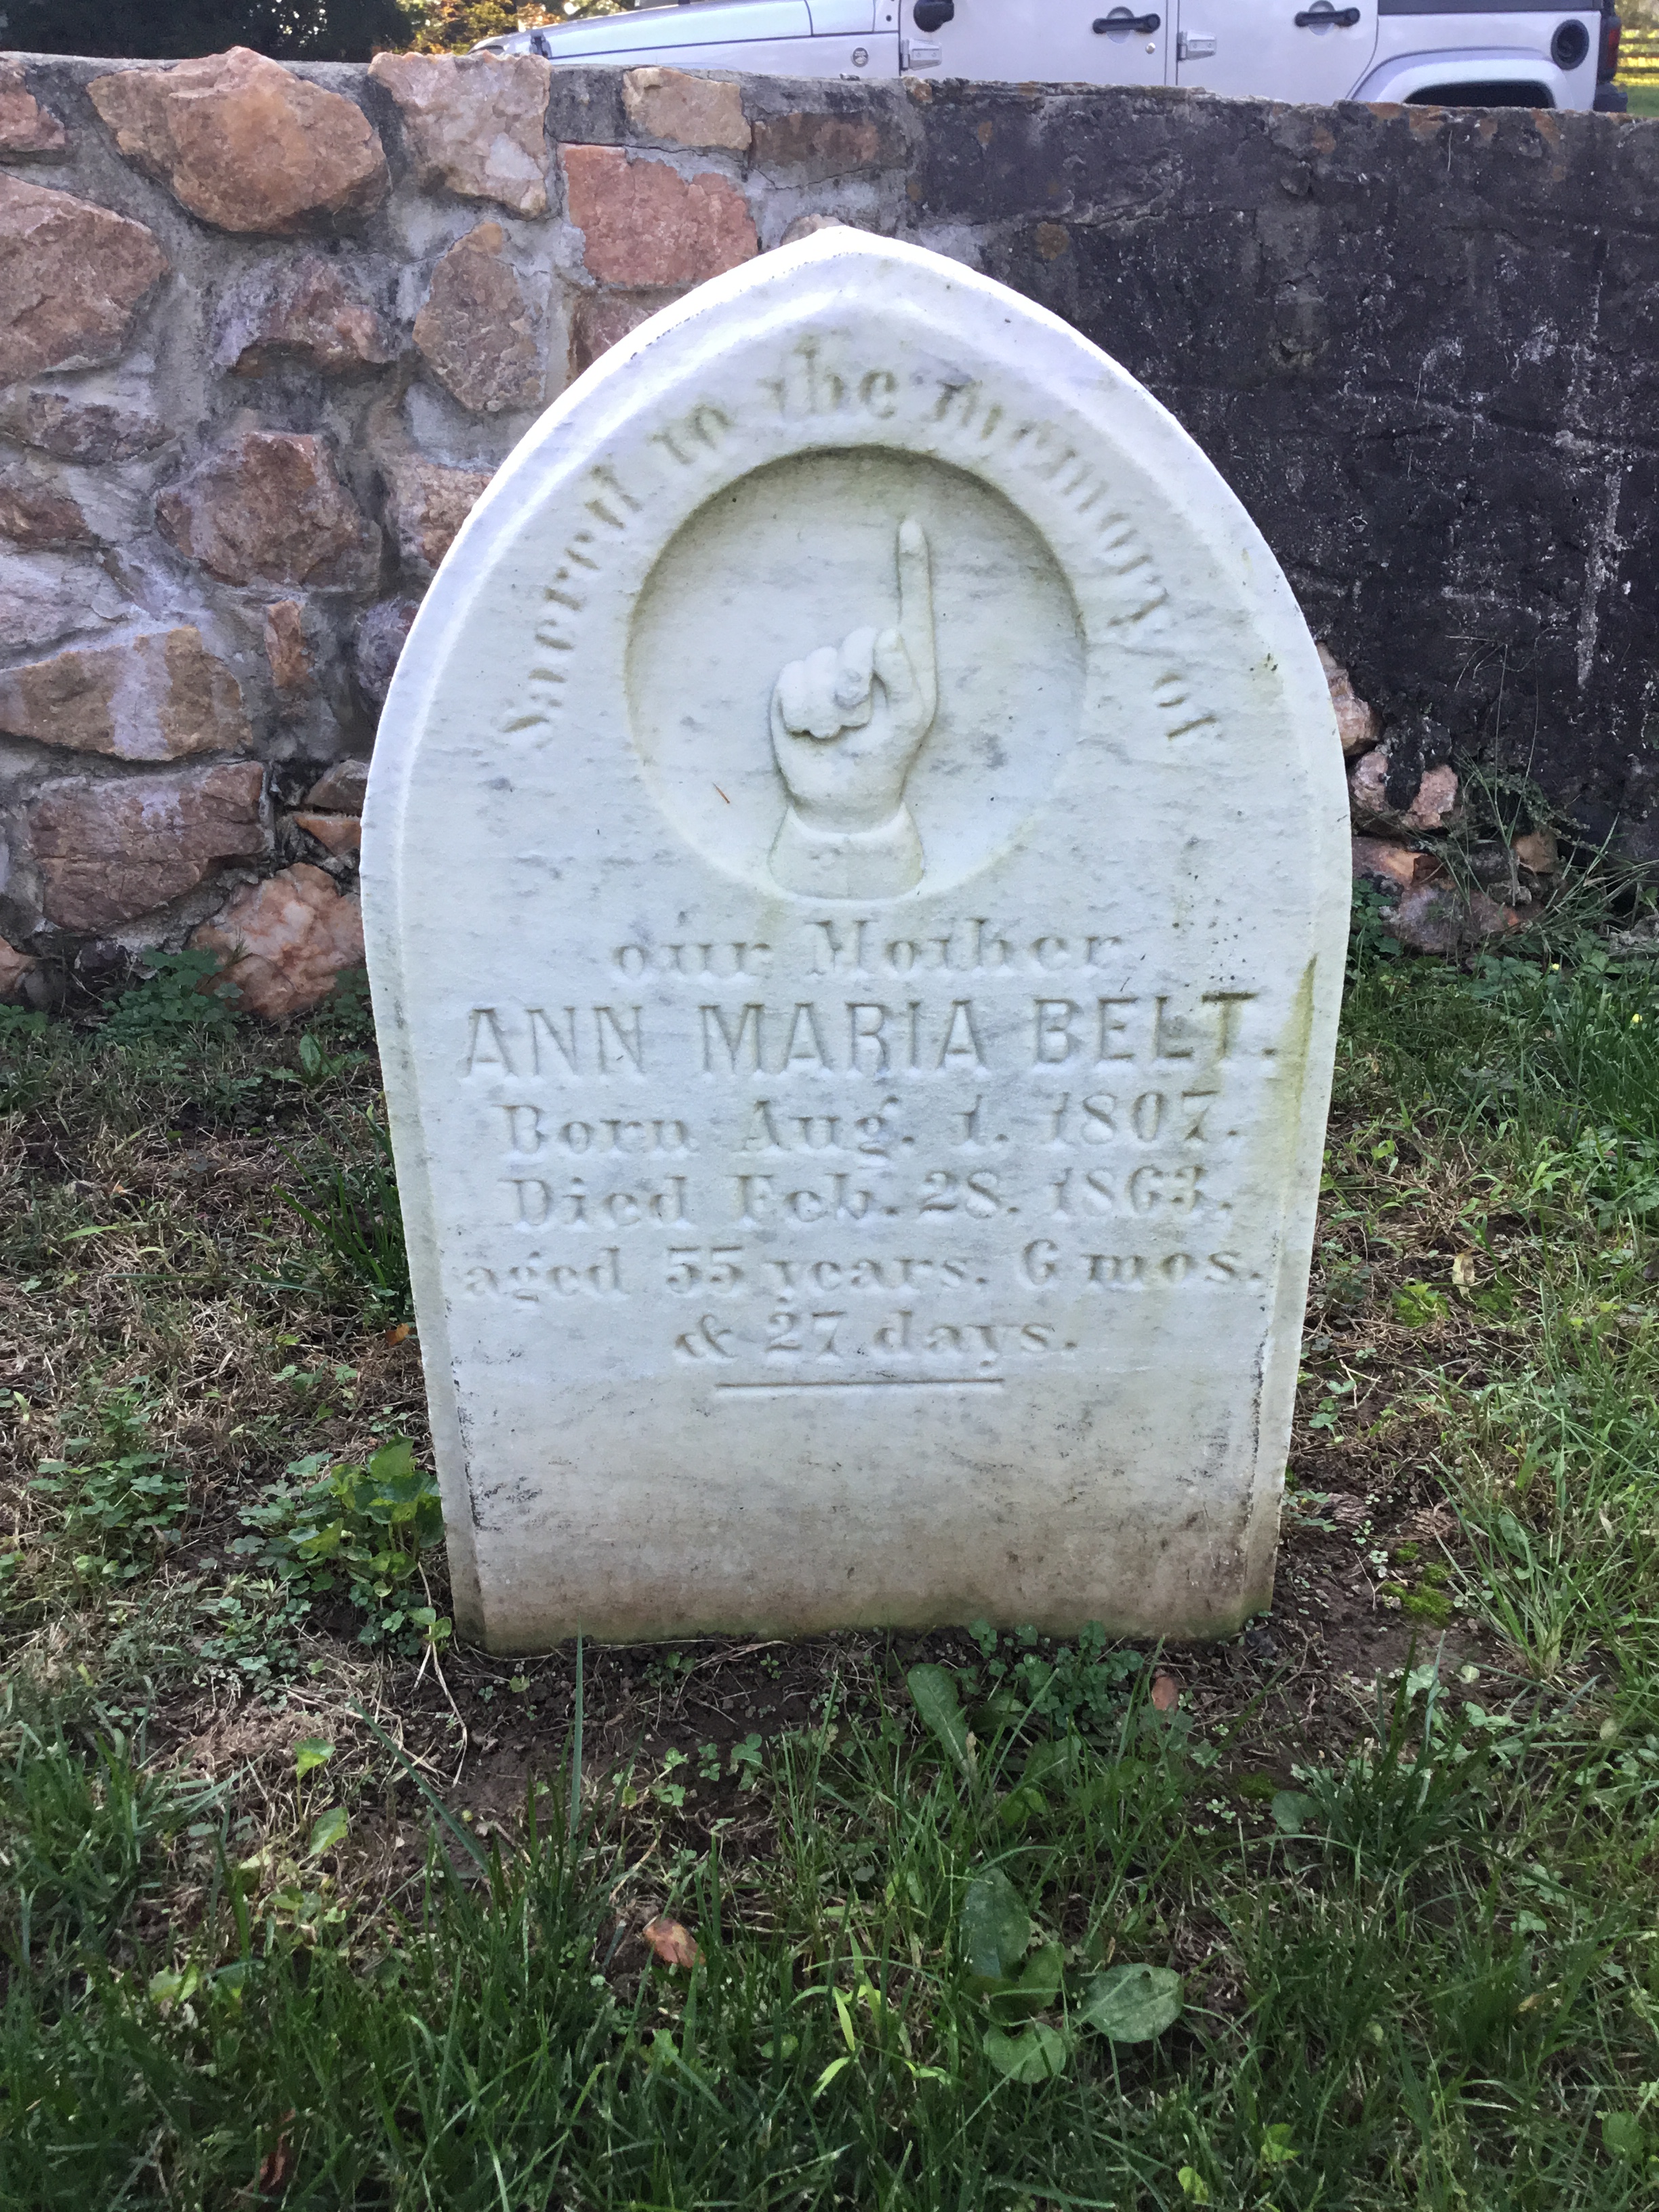 Sacred to the memory of
our Mother
ANN MARIA BELT.
Born Aug. 1. 1807.
Died Feb. 28. 1863.
aged 55 years. 6 mos.
& 27 days.